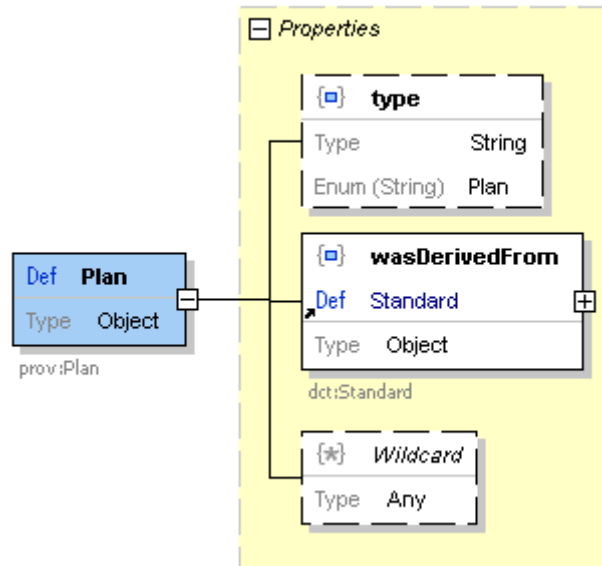 Properties
type
Type String
Enum (String) Plan
wasDerivedFrom
Def Standard
Type Object
dct:Standard
Def Plan
Type Object
prov:Plan
{*} Wildcard
Type Any